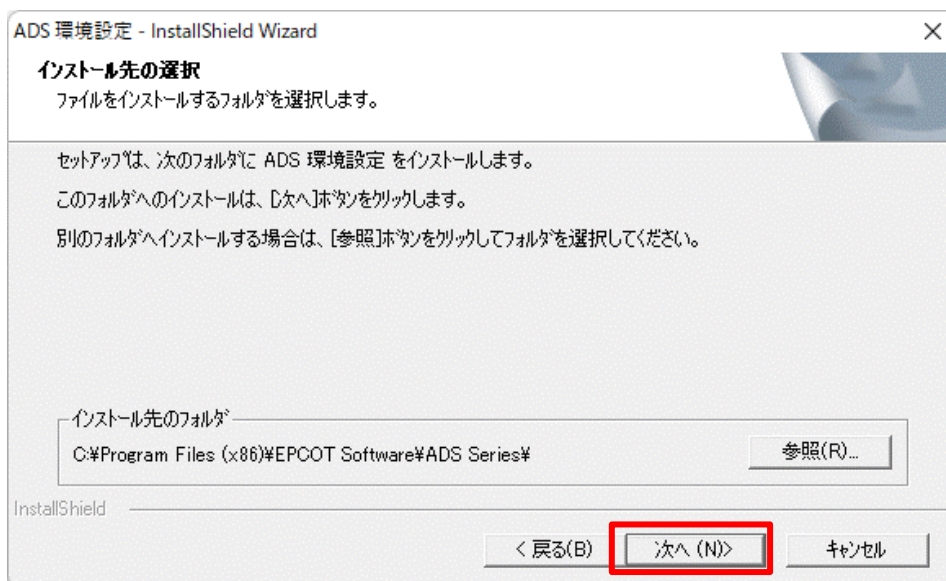 ADS 環境設定 - InstallShield Wizard
インストール先の選択
ファイルをインストールするフォルダを選択します。
セットアップは、次のフォルダに ADS 環境設定 をインストールします。
このフォルダへのインストールは、[次へ]ボタンをクリックします。
別のフォルダへインストールする場合は、[参照]ボタンをクリックしてフォルダを選択してください。
インストール先のフォルダ
C:¥Program Files (x86)¥EPCOT Software¥ADS Series¥
参照(R)...
InstallShield
< 戻る(B)
次へ (N)>
キャンセル